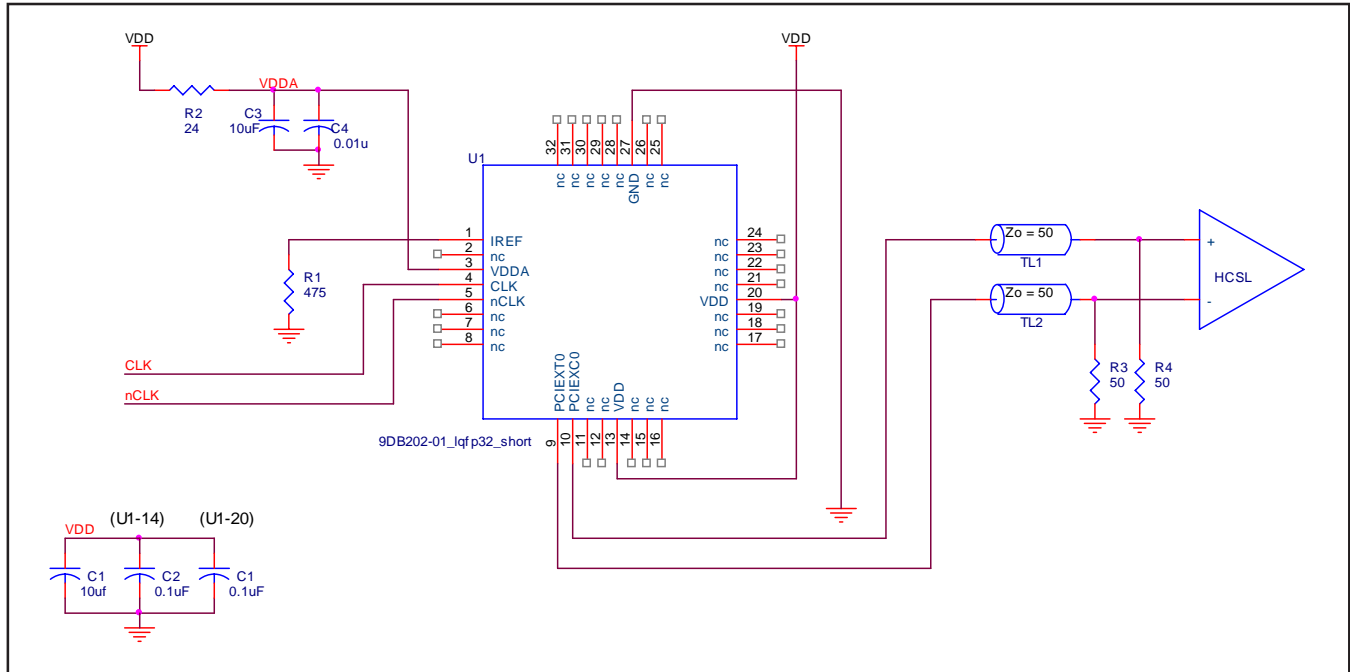 VDD
VDD
VDDA
R2
24
C3
10uF
C4
0.01u
32
31
30
29
28
27
26
25
U1
nc
nc
nc
nc
nc
GND
nc
nc
1
IREF
2
nc
3
VDDA
4
CLK
5
nCLK
6
nc
7
nc
8
nc
nc
24
nc
23
nc
22
nc
21
VDD
20
nc
19
nc
18
nc
17
R1
475
Zo = 50
TL1
Zo = 50
TL2
+
-
HCSL
CLK
nCLK
R3
50
R4
50
PCIEXT0
PCIEXC0
nc
nc
VDD
nc
nc
nc
9
10
11
12
13
14
15
16
9DB202-01_lqfp32_short
(U1-14)
(U1-20)
VDD
C1
10uf
C2
0.1uF
C1
0.1uF